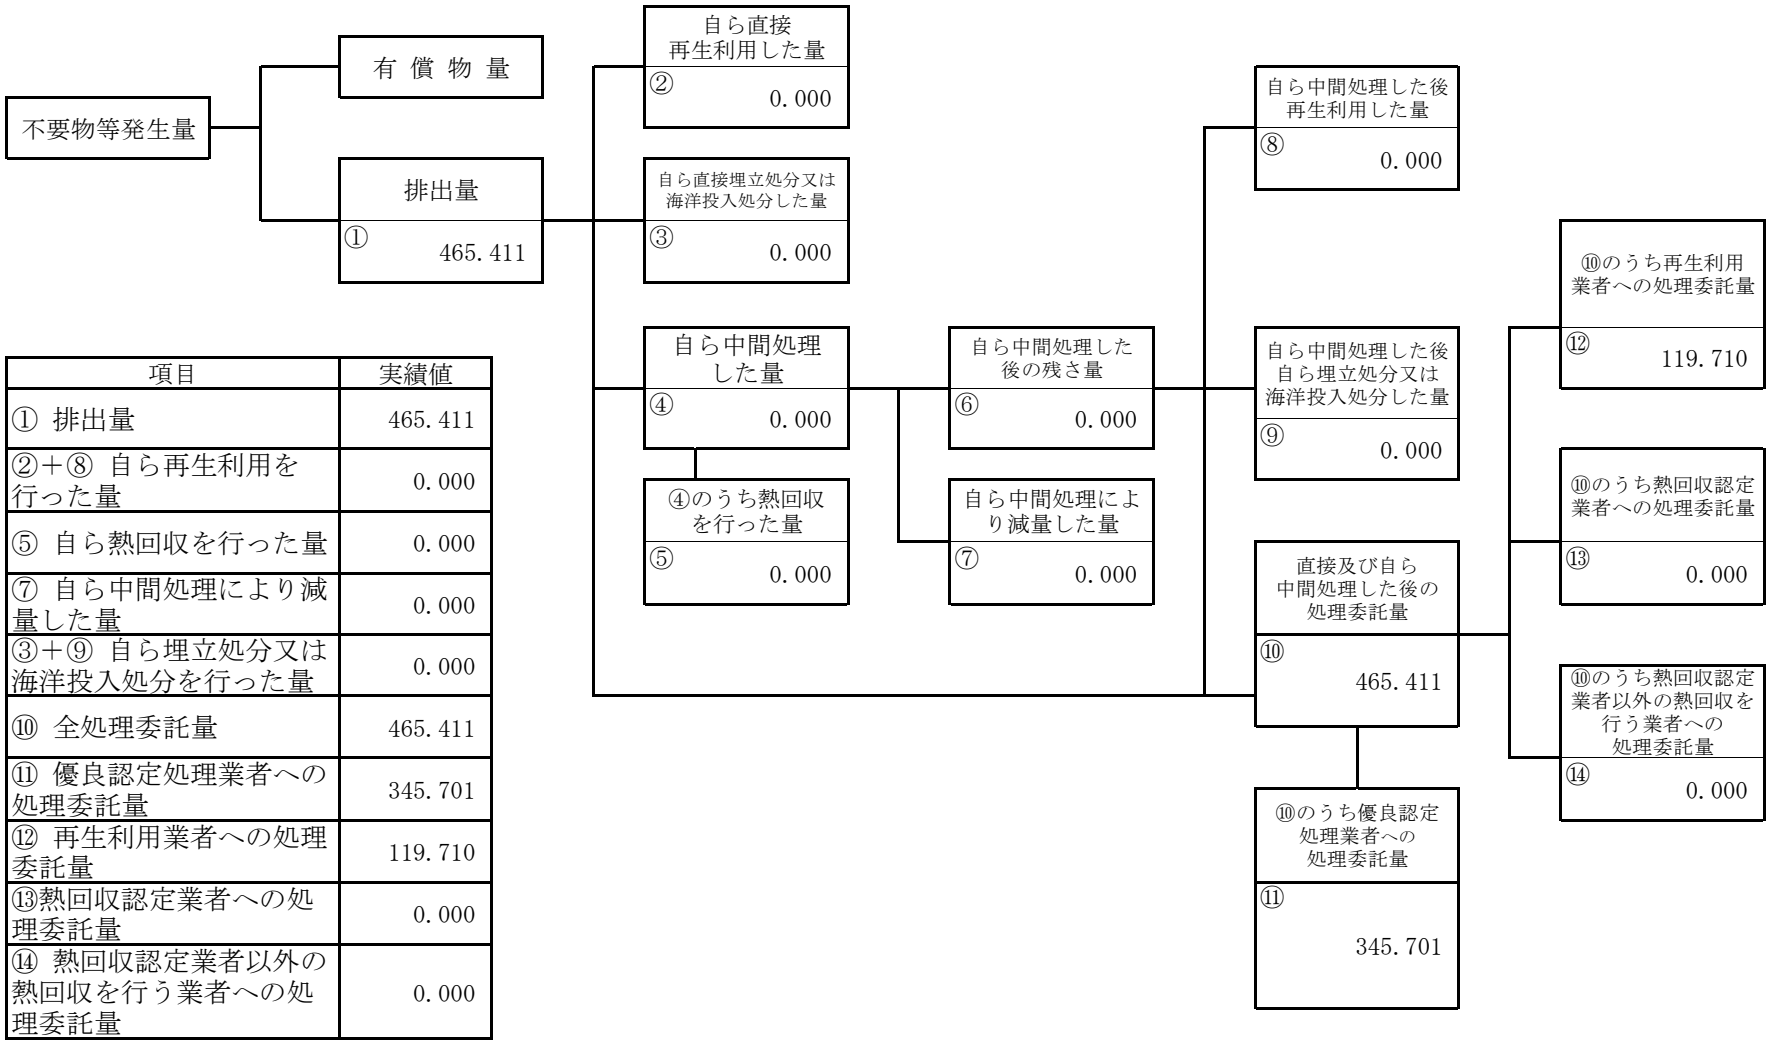 不要物等発生量
有 償 物 量
排出量
①
465.411
自ら直接
再生利用した量
②
0.000
自ら直接埋立処分又は
海洋投入処分した量
③
0.000
自ら中間処理
した量
④
0.000
④のうち熱回収
を行った量
⑤
0.000
自ら中間処理した
後の残さ量
⑥
0.000
自ら中間処理によ
り減量した量
⑦
0.000
自ら中間処理した後
再生利用した量
⑧
0.000
自ら中間処理した後
自ら埋立処分又は
海洋投入処分した量
⑨
0.000
直接及び自ら
中間処理した後の
処理委託量
⑩
465.411
⑩のうち優良認定
処理業者への
処理委託量
⑪
345.701
⑩のうち再生利用
業者への処理委託量
⑫
119.710
⑩のうち熱回収認定
業者への処理委託量
⑬
0.000
⑩のうち熱回収認定
業者以外の熱回収を
行う業者への
処理委託量
⑭
0.000
項目 実績値
① 排出量 465.411
②＋⑧ 自ら再生利用を
行った量 0.000
⑤ 自ら熱回収を行った量 0.000
⑦ 自ら中間処理により減
量した量 0.000
③＋⑨ 自ら埋立処分又は
海洋投入処分を行った量 0.000
⑩ 全処理委託量 465.411
⑪ 優良認定処理業者への
処理委託量 345.701
⑫ 再生利用業者への処理
委託量 119.710
⑬熱回収認定業者への処
理委託量 0.000
⑭ 熱回収認定業者以外の
熱回収を行う業者への処
理委託量 0.000